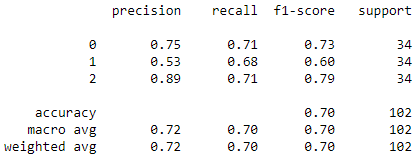 precision recall f1-score support
0 0.75 0.71 0.73 34
1 0.53 0.68 0.60 34
2 0.89 0.71 0.79 34
accuracy 0.70 102
macro avg 0.72 0.70 0.70 102
weighted avg 0.72 0.70 0.70 102